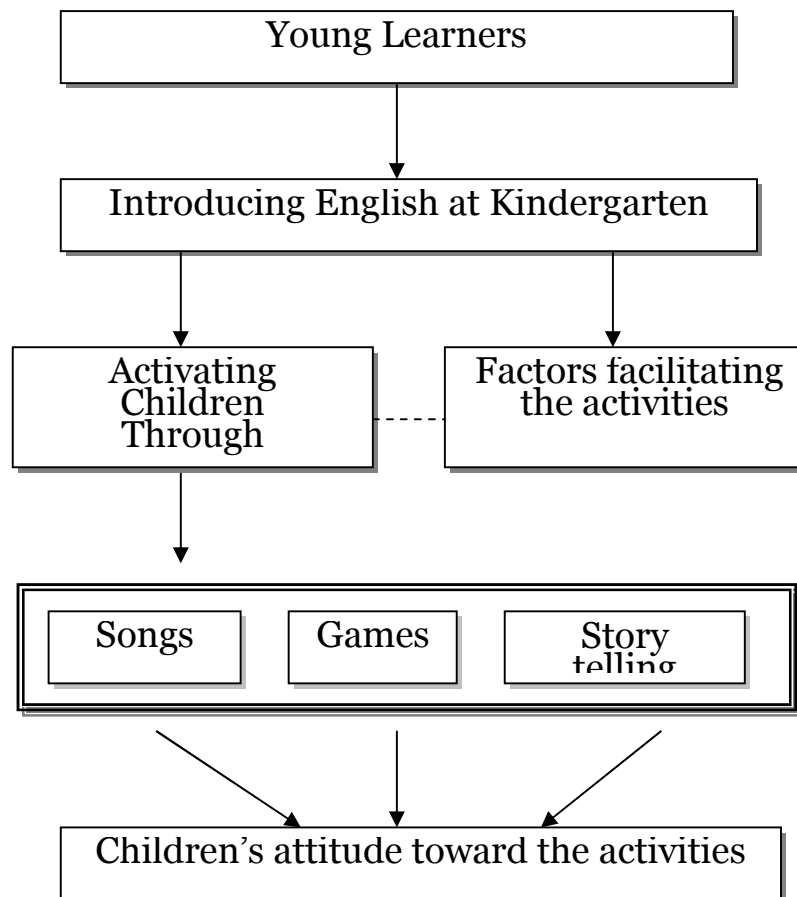 Young Learners
Introducing English at Kindergarten
Activating
Children
Through
Factors facilitating
the activities
Songs
Games
Story
telling
Children’s attitude toward the activities